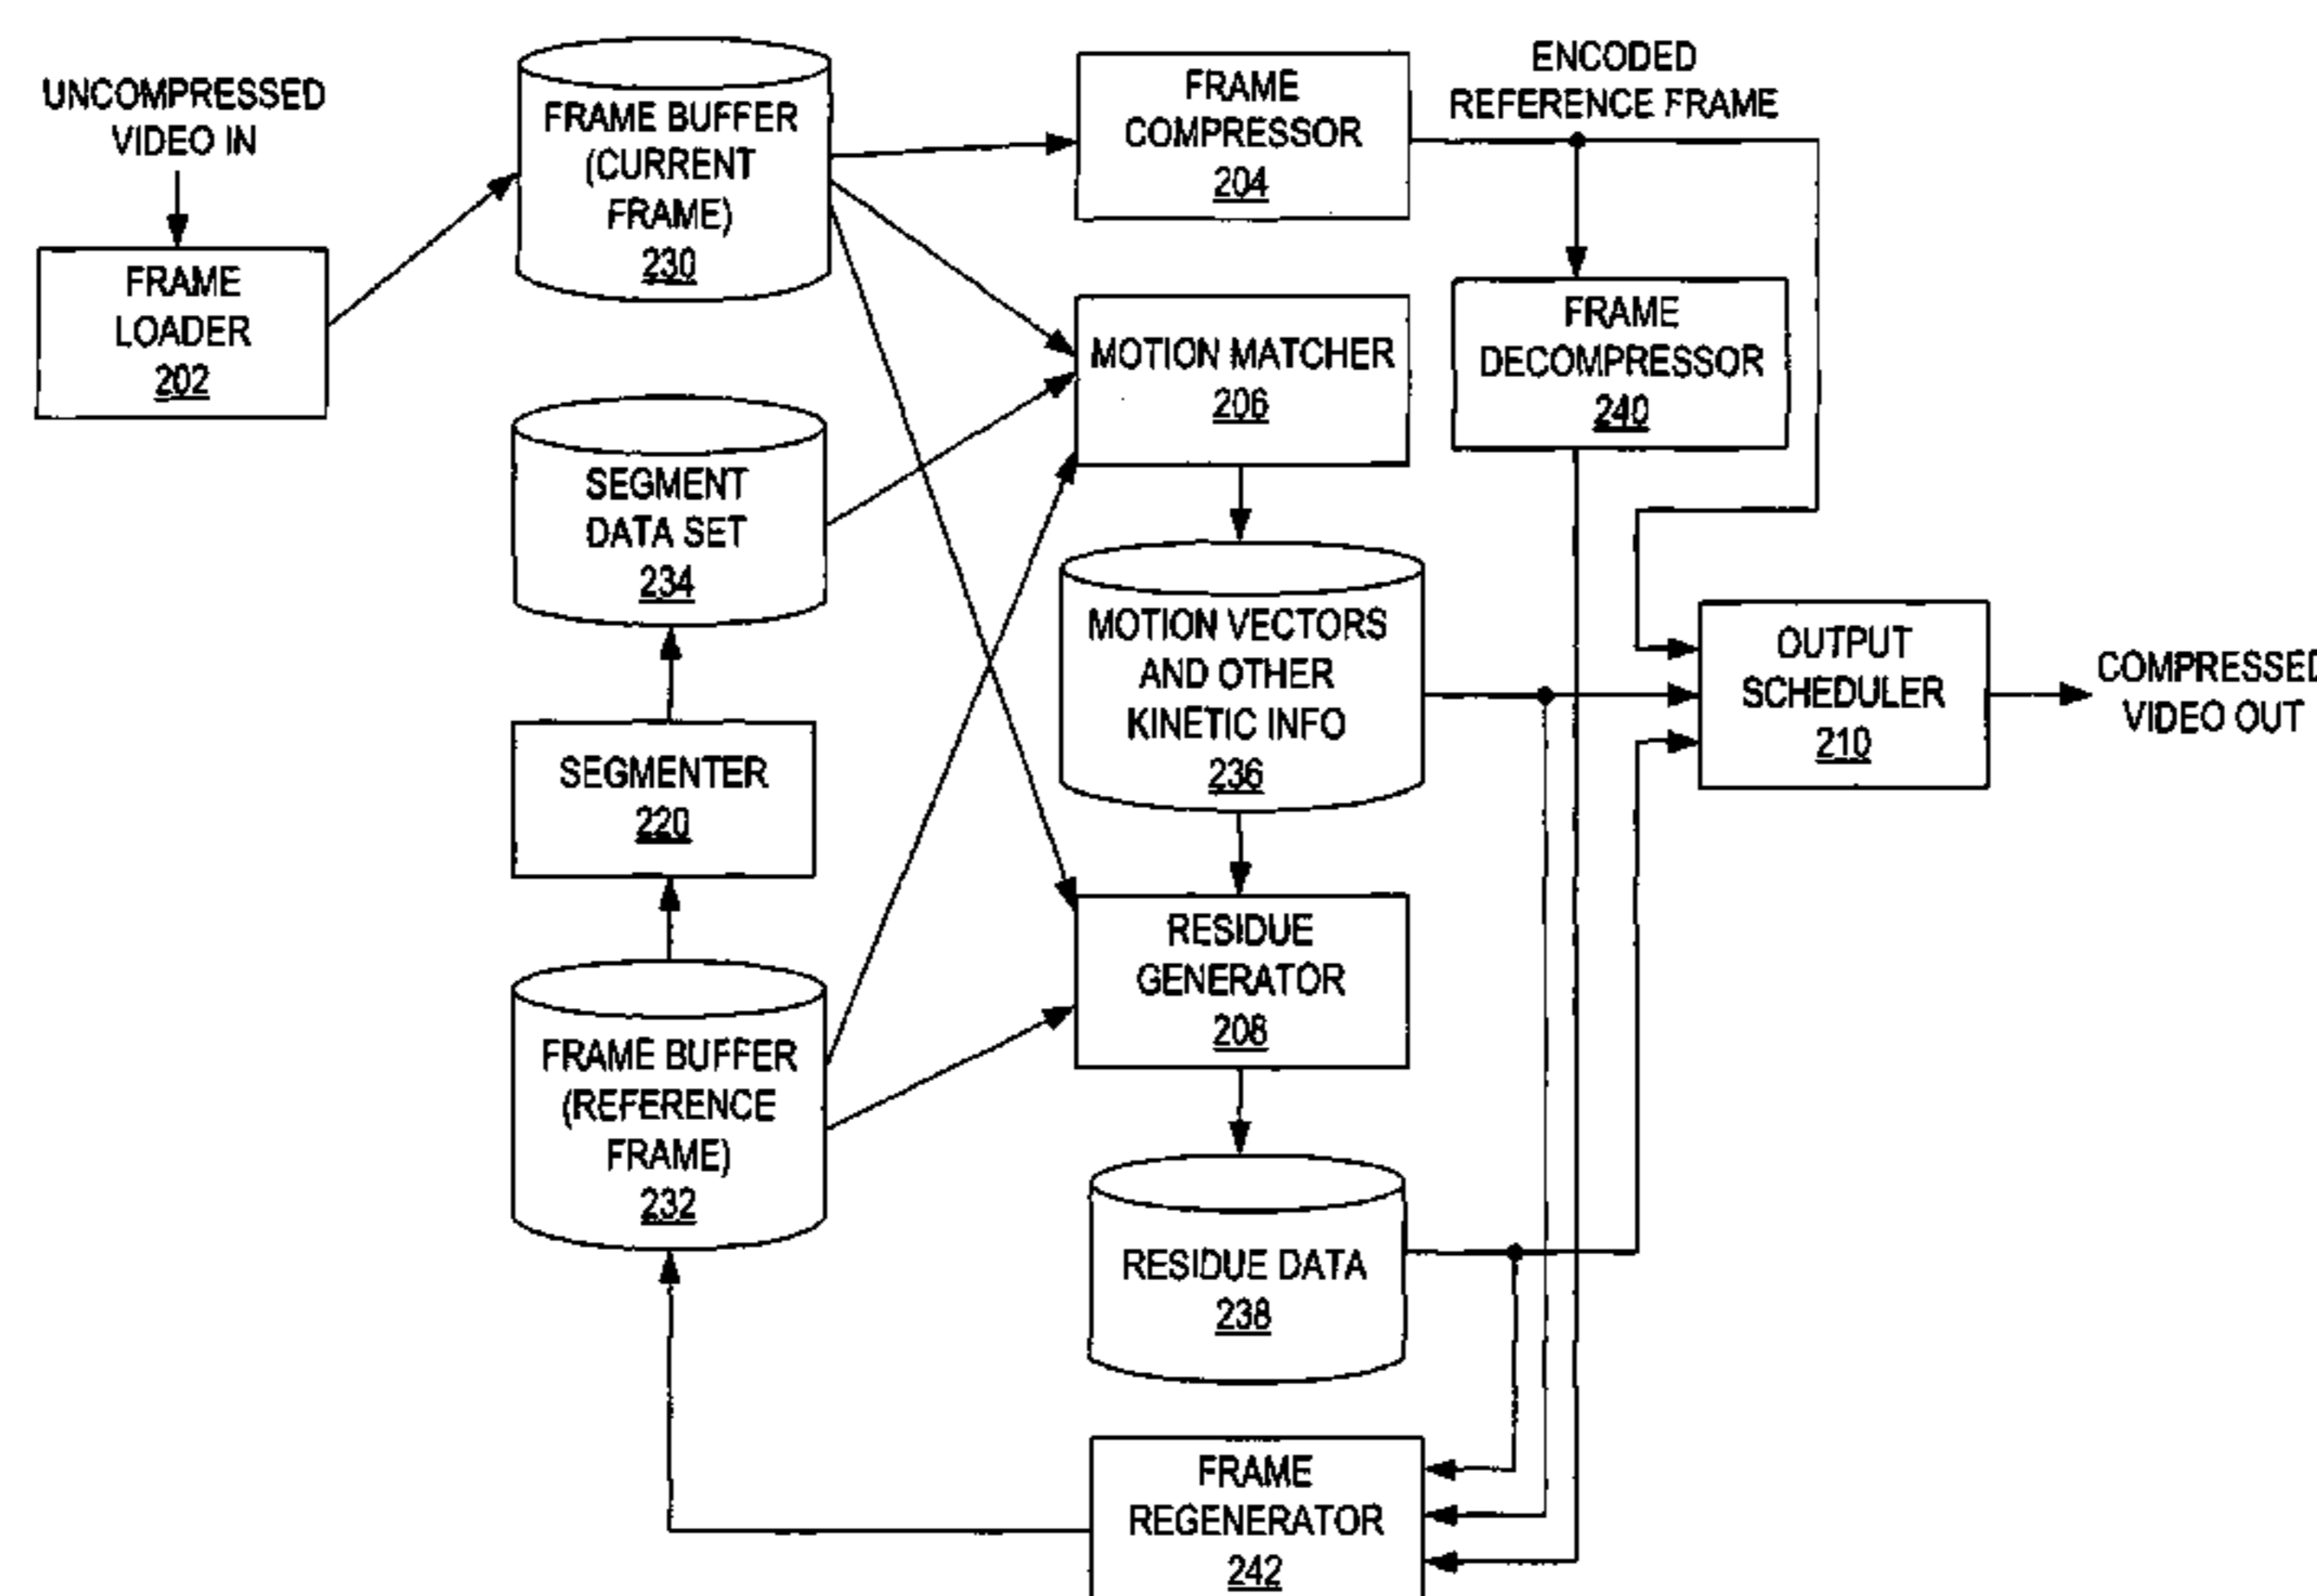 UNCOMPRESSED
VIDEO IN
FRAME
LOADER
202
FRAME BUFFER
(CURRENT
FRAME)
230
FRAME
COMPRESSOR
204
ENCODED
REFERENCE FRAME
FRAME
DECOMPRESSOR
240
MOTION MATCHER
206
SEGMENT
DATA SET
234
MOTION VECTORS
AND OTHER
KINETIC INFO
236
OUTPUT
SCHEDULER
210
COMPRESSED
VIDEO OUT
SEGMENTER
220
RESIDUE
GENERATOR
208
FRAME BUFFER
(REFERENCE
FRAME)
232
RESIDUE DATA
238
FRAME
REGENERATOR
242